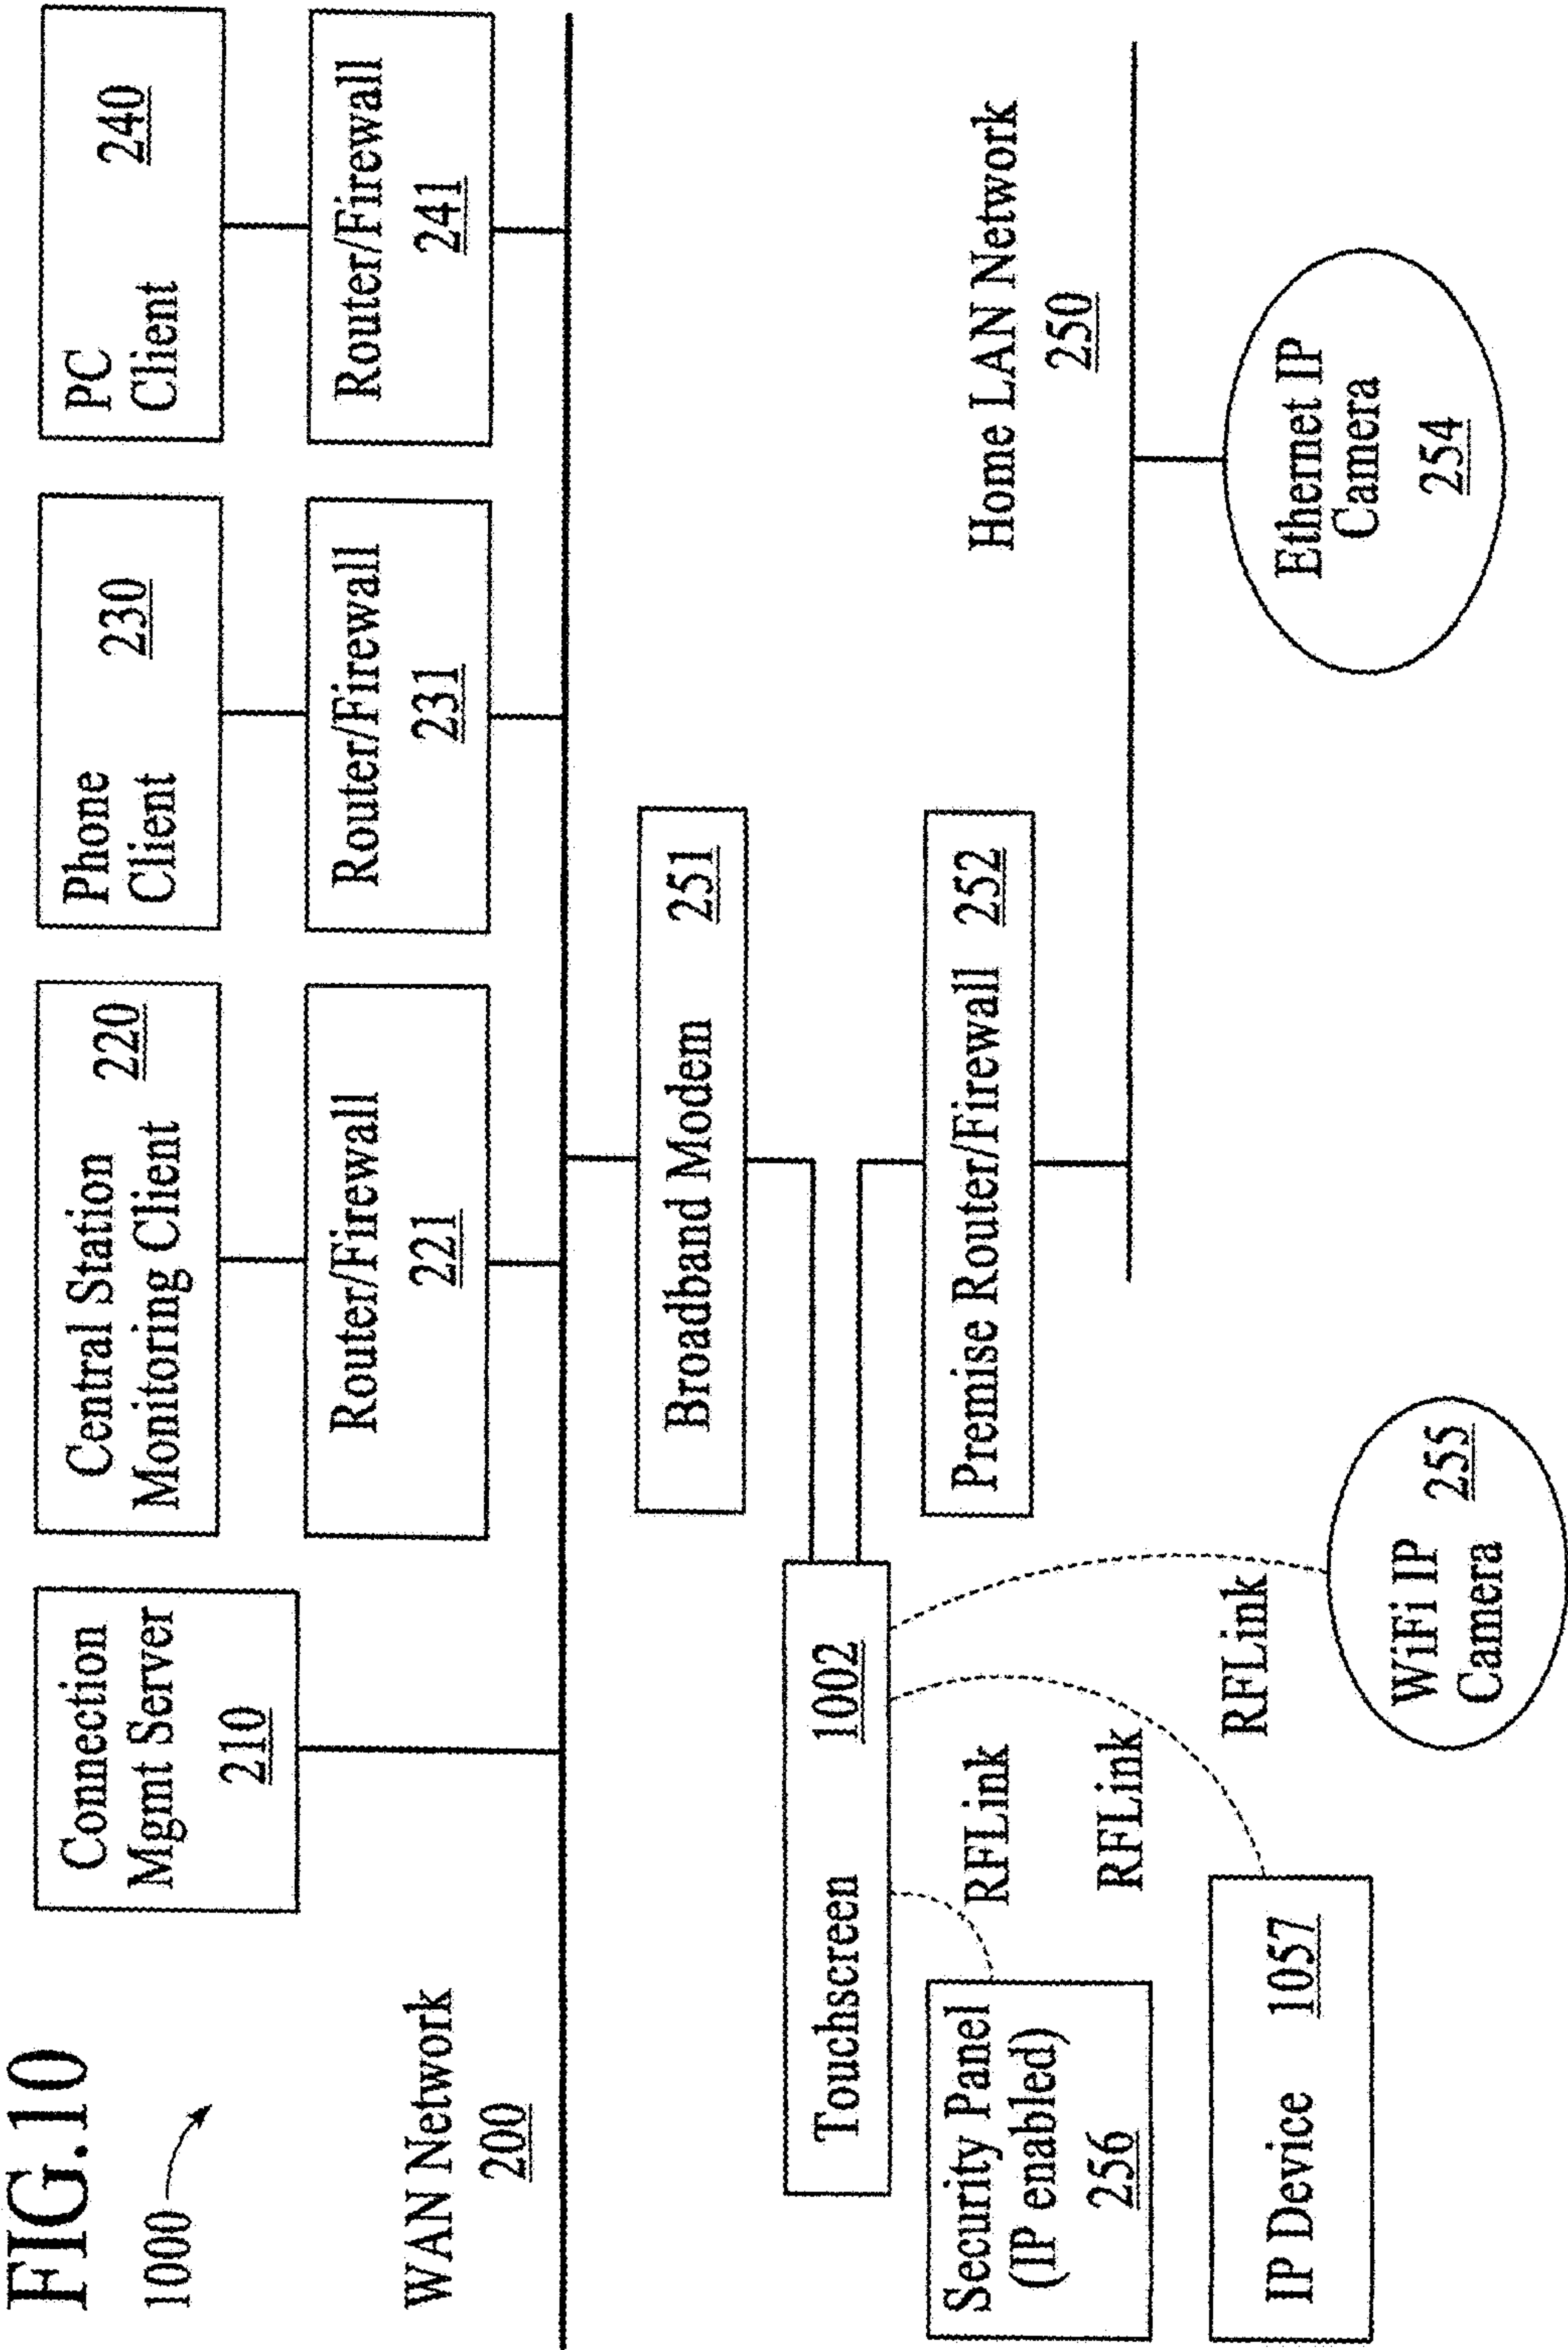 FIG.10
1000
Connection
Mgmt Server
210
Central Station
220
Monitoring Client
Phone
230
Client
PC
240
Client
Router/Firewall
221
Router/Firewall
231
Router/Firewall
241
WAN Network
200
Broadband Modem 251
Touchscreen 1002
Premise Router/Firewall 252
Home LAN Network
250
Security Panel
(IP enabled)
256
RFLink
RFLink
RFLink
IP Device 1057
WiFi IP
255
Camera
Ethernet IP
Camera
254